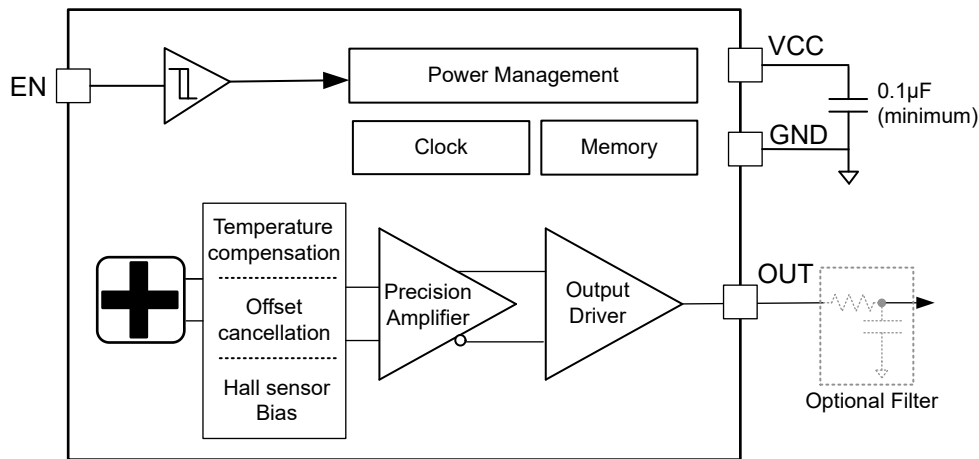 VCC
EN
Power Management
0.1µF
(minimum)
GND
Clock
Memory
Temperature
compensation
Offset
cancellation
Hall sensor
Bias
Precision
Amplifier
Output
Driver
OUT
Optional Filter